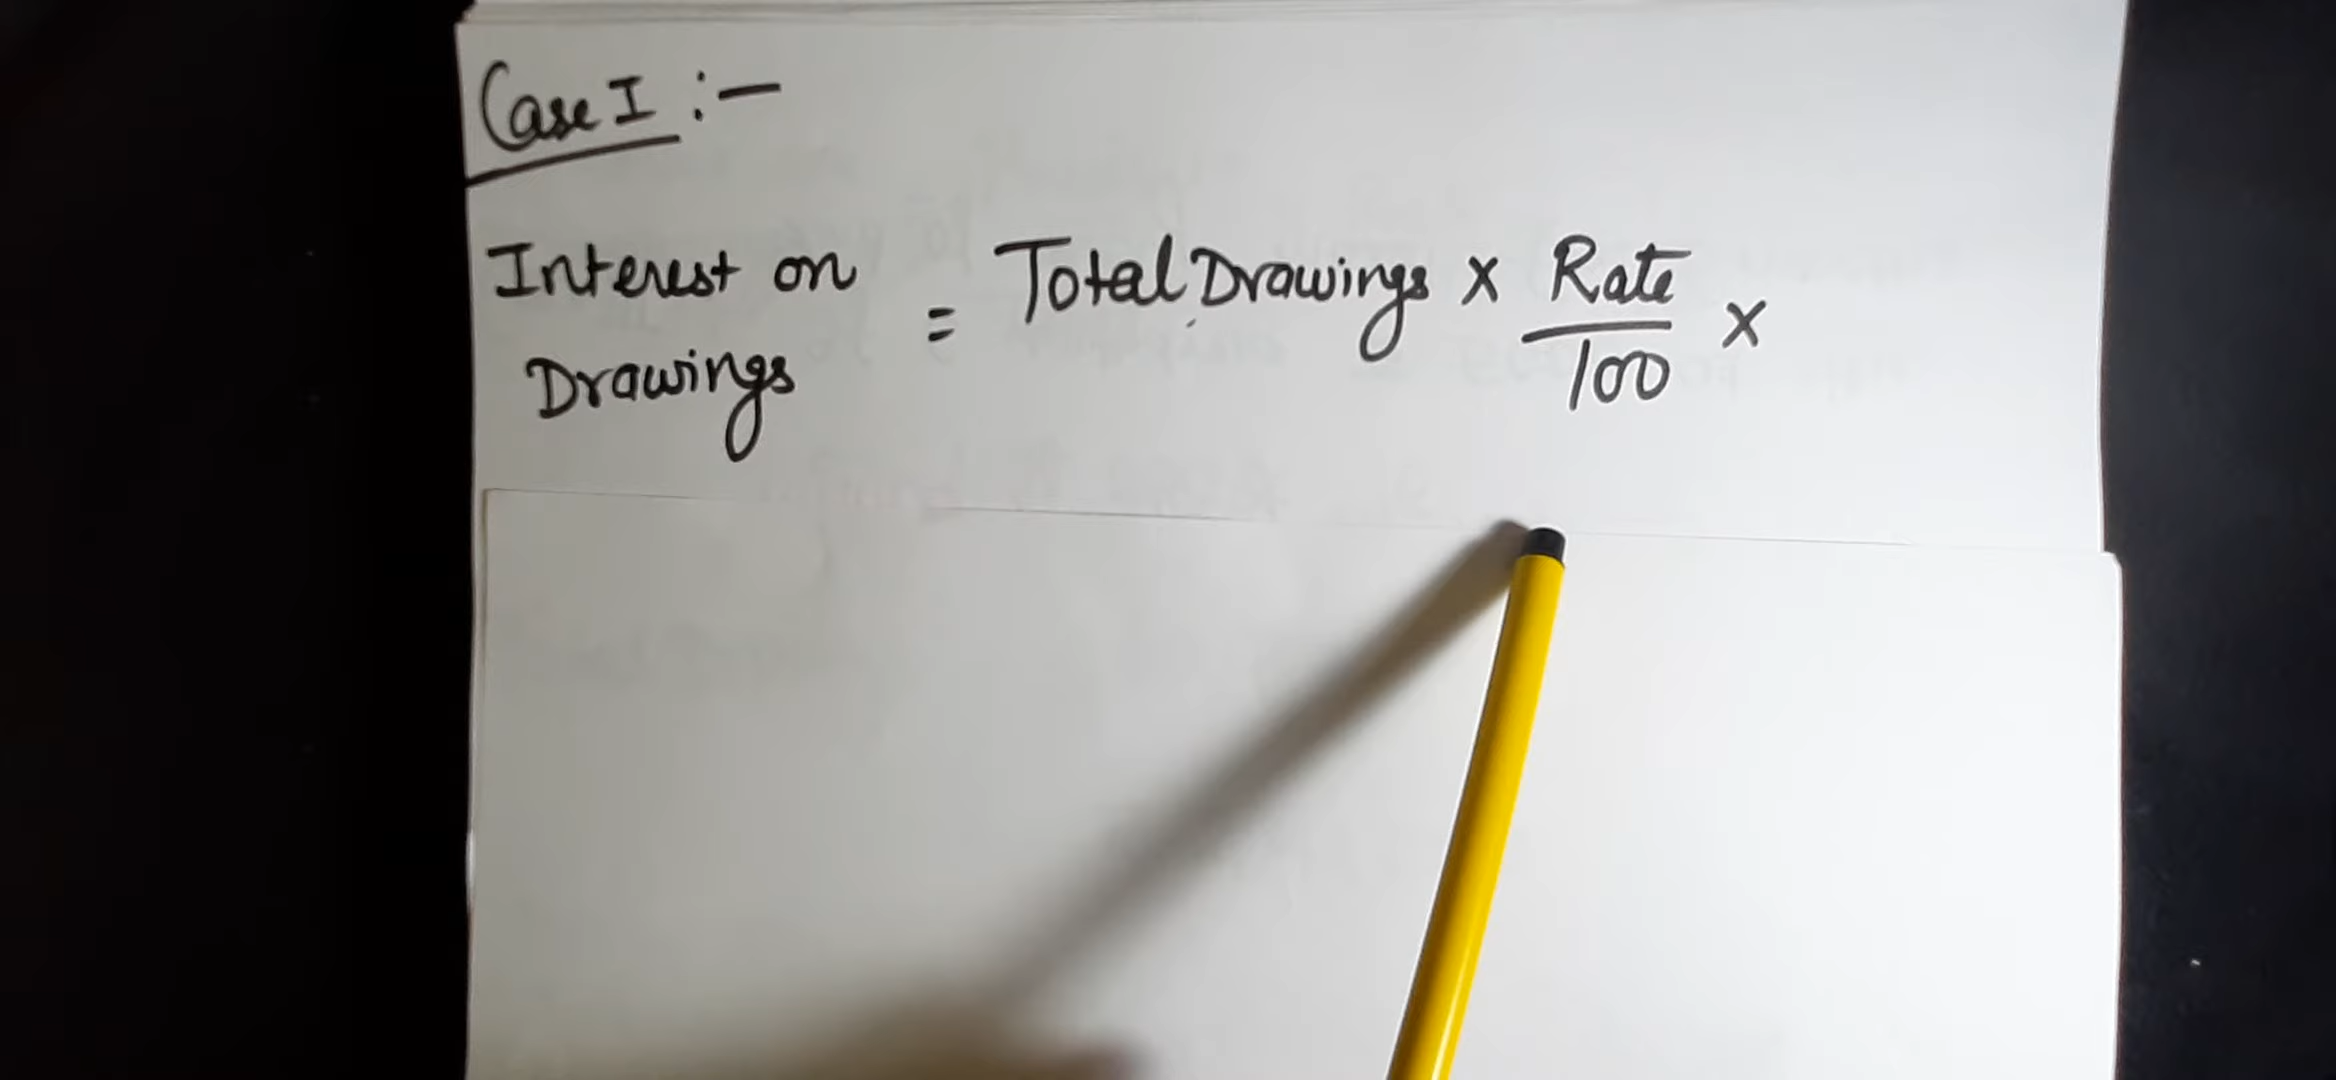 Case I :-
Interest on Drawings = Total Drawings x Rate/100 x